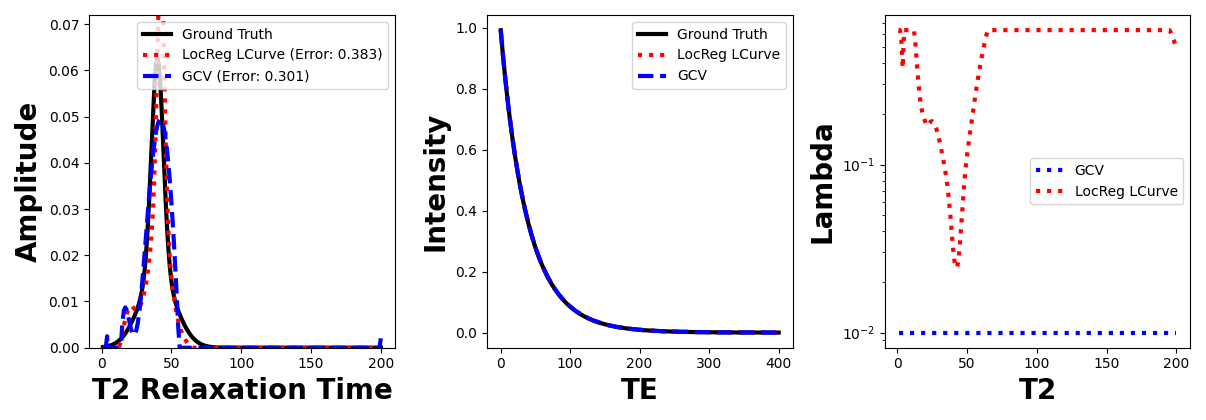 0.07
0.06
0.05
0.04
0.03
0.02
0.01
0.00
Amplitude
Ground Truth
LocReg LCurve (Error: 0.383)
GCV (Error: 0.301)
0 50 100 150 200
T2 Relaxation Time
1.0
0.8
0.6
0.4
0.2
0.0
Intensity
Ground Truth
LocReg LCurve
GCV
0 100 200 300 400
TE
10⁻¹
10⁻²
Lambda
GCV
LocReg LCurve
0 50 100 150 200
T2